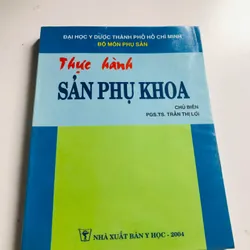 ĐẠI HỌC Y DƯỢC THÀNH PHỐ HỒ CHÍ MINH
BỘ MÔN PHỤ SẢN
Thực hành
SẢN PHỤ KHOA
CHỦ BIÊN
PGS.TS. TRẦN THỊ LỢI
NHÀ XUẤT BẢN Y HỌC - 2004